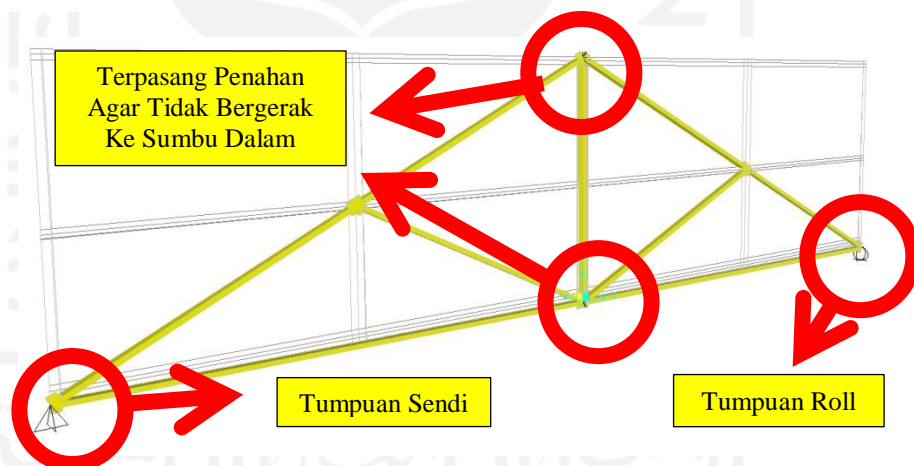 Terpasang Penahan
Agar Tidak Bergerak
Ke Sumbu Dalam
Tumpuan Sendi
Tumpuan Roll